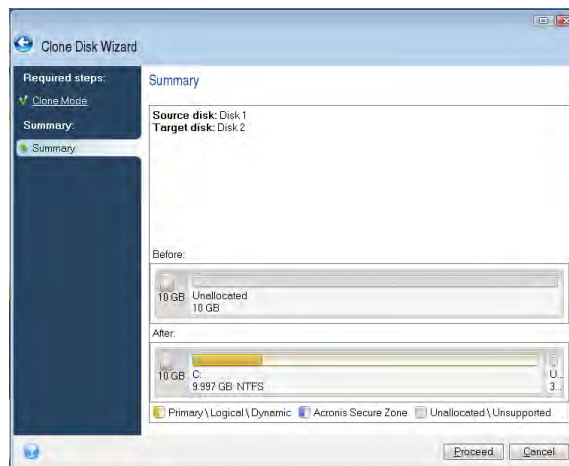 Clone Disk Wizard
Required steps:
Clone Mode
Summary:
Summary
Summary
Source disk: Disk 1
Target disk: Disk 2
Before:
10 GB
Unallocated
10 GB
After:
10 GB
C:
9.997 GB NTFS
U...
3...
Primary \ Logical \ Dynamic
Acronis Secure Zone
Unallocated \ Unsupported
Proceed
Cancel